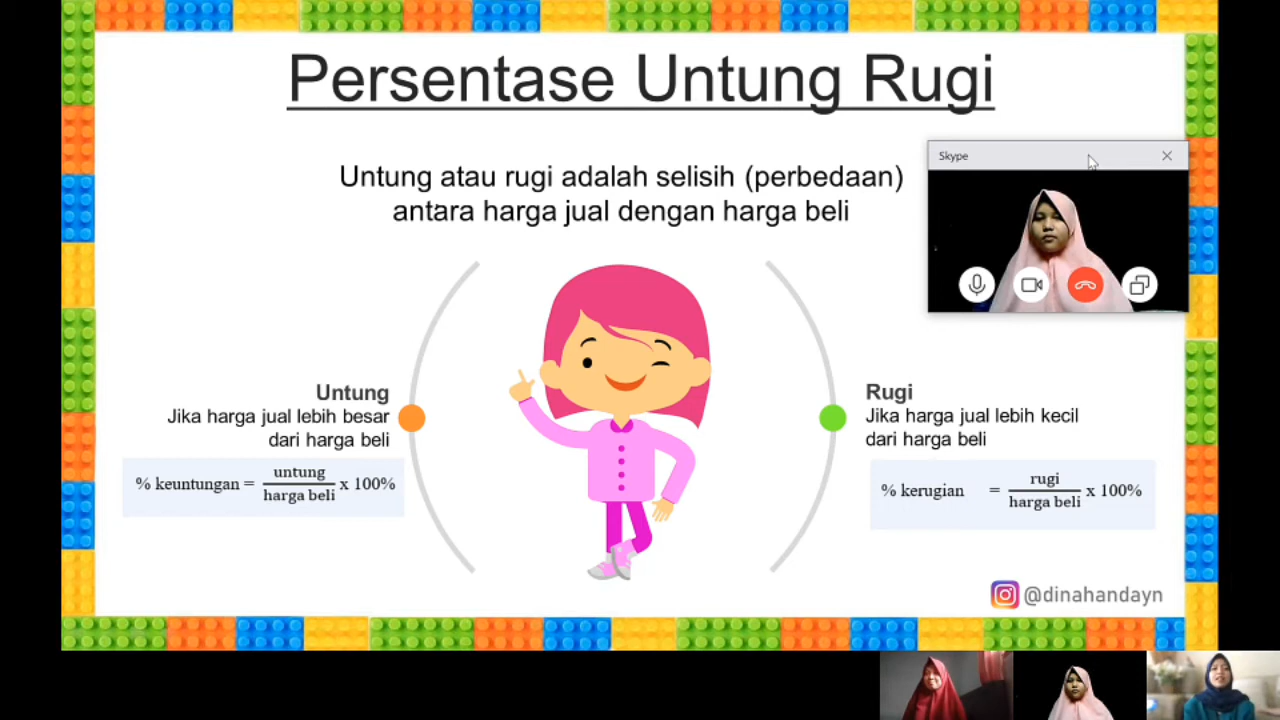 Persentase Untung Rugi
Untung atau rugi adalah selisih (perbedaan)
antara harga jual dengan harga beli
Skype
Untung
Jika harga jual lebih besar
dari harga beli
% keuntungan = untung / harga beli x 100%
Rugi
Jika harga jual lebih kecil
dari harga beli
% kerugian = rugi / harga beli x 100%
@dinahandayn